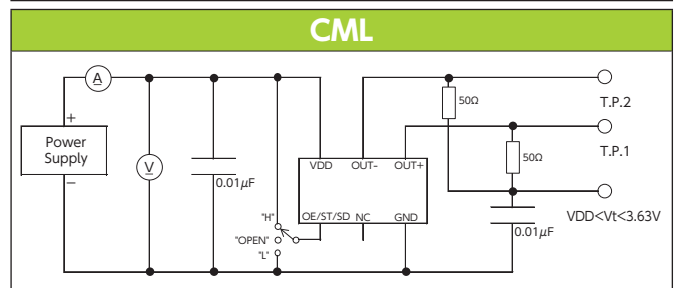 CML
A
50Ω
T.P.2
+
Power
Supply
−
V
0.01μF
VDD OUT- OUT+
50Ω
T.P.1
OE/ST/SD NC GND
"H"
"OPEN"
"L"
0.01μF
VDD<Vt<3.63V